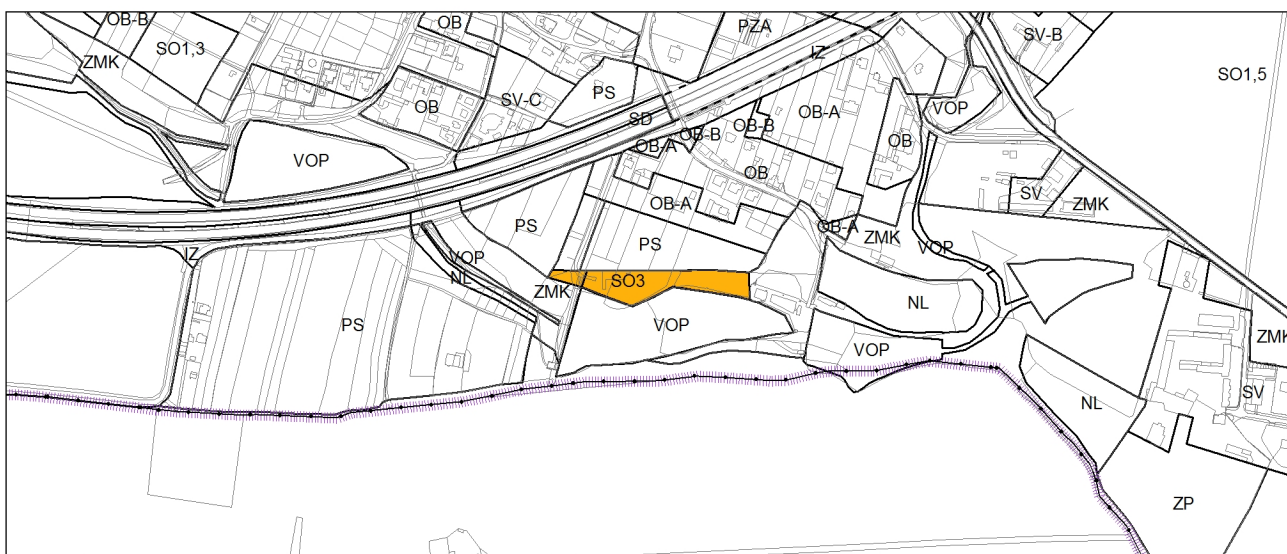 OB-B
OB
PZA
SV-B
SO1,3
IZ
ZMK
PS
SO1,5
OB
SV-C
SD
OB-B
OB-B
OB-A
VOP
VOP
OB-A
OB
OB
SV
ZMK
OB-A
PS
PS
OB-A
ZMK
VOP
IZ
VOP
NL
ZMK
SO3
NL
PS
VOP
VOP
ZMK
SV
NL
ZP